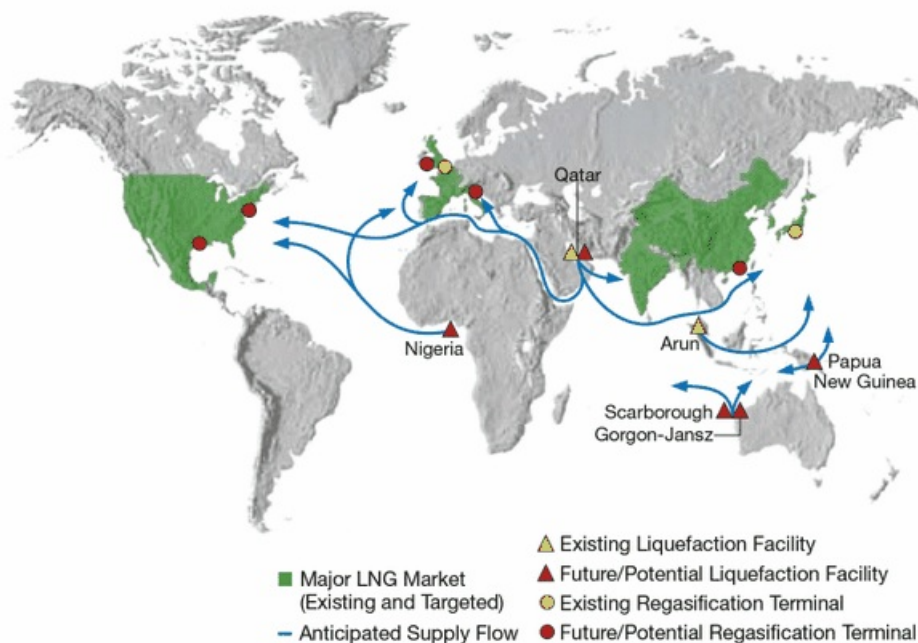 Qatar
Nigeria
Arun
Papua
New Guinea
Scarborough
Gorgon-Jansz
Major LNG Market
(Existing and Targeted)
Anticipated Supply Flow
Existing Liquefaction Facility
Future/Potential Liquefaction Facility
Existing Regasification Terminal
Future/Potential Regasification Terminal